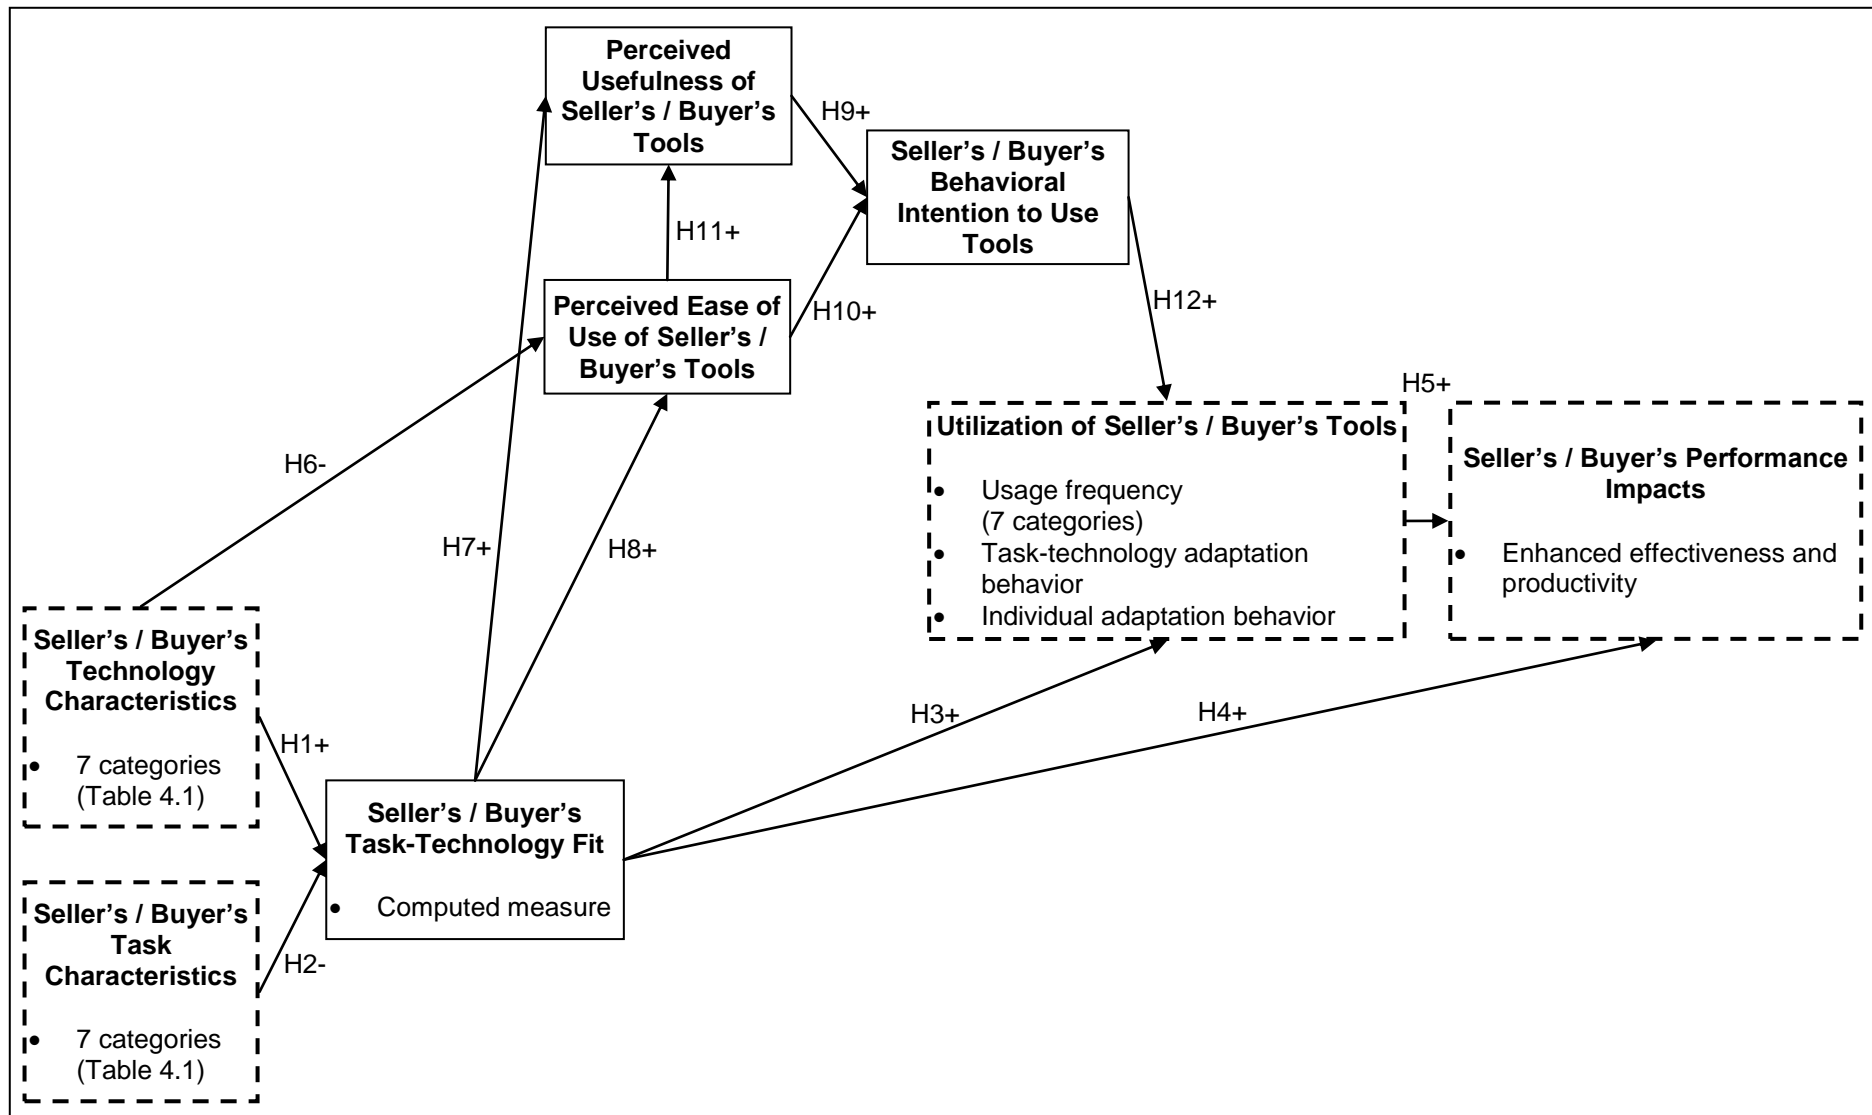 Perceived
Usefulness of
Seller’s / Buyer’s
Tools
H9+
Seller’s / Buyer’s
Behavioral
Intention to Use
Tools
H11+
Perceived Ease of
Use of Seller’s /
Buyer’s Tools
H10+
H12+
H5+
Utilization of Seller’s / Buyer’s Tools
• Usage frequency
(7 categories)
• Task-technology adaptation
behavior
• Individual adaptation behavior
Seller’s / Buyer’s Performance
Impacts
• Enhanced effectiveness and
productivity
H6-
H7+
H8+
Seller’s / Buyer’s
Technology
Characteristics
• 7 categories
(Table 4.1)
H1+
H3+
H4+
Seller’s / Buyer’s
Task-Technology Fit
• Computed measure
Seller’s / Buyer’s
Task
Characteristics
• 7 categories
(Table 4.1)
H2-